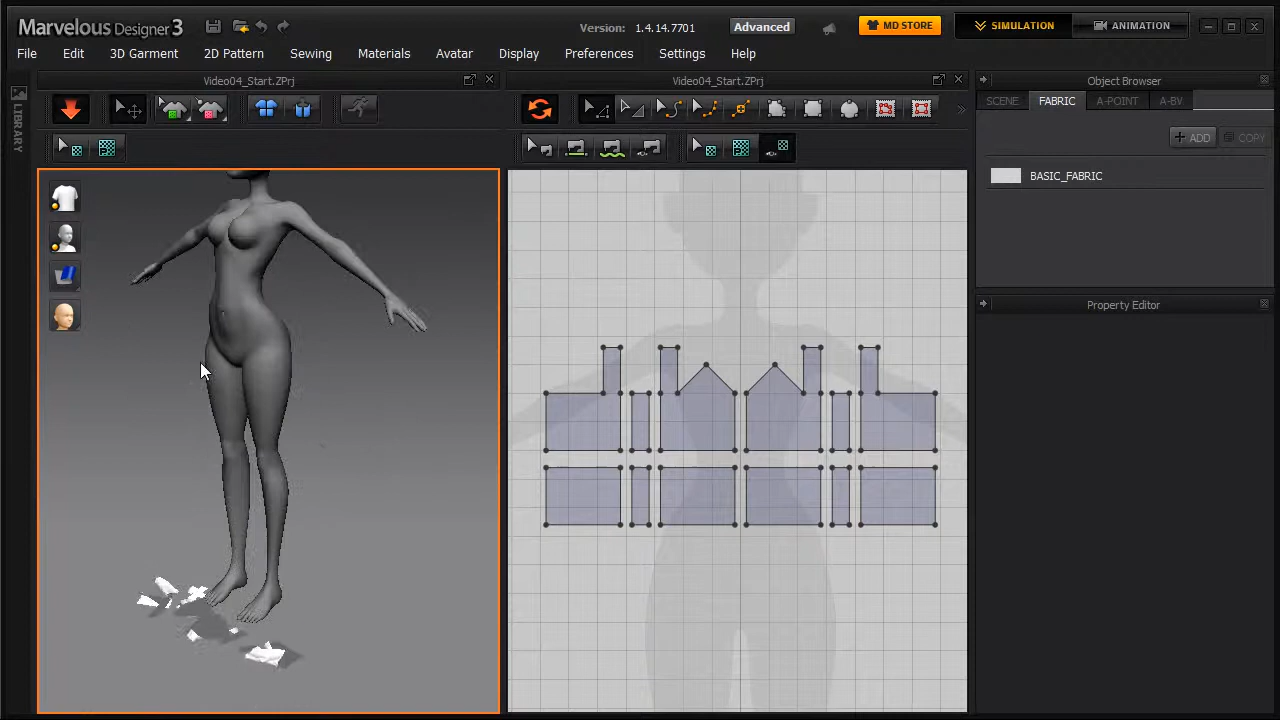 Marvelous Designer 3
Version: 1.4.14.7701
Advanced
MD STORE
SIMULATION
ANIMATION
File Edit 3D Garment 2D Pattern Sewing Materials Avatar Display Preferences Settings Help
LIBRARY
Video04_Start.ZPrj
Video04_Start.ZPrj
Object Browser
SCENE FABRIC A-POINT A-BV
+ ADD COPY
BASIC_FABRIC
Property Editor